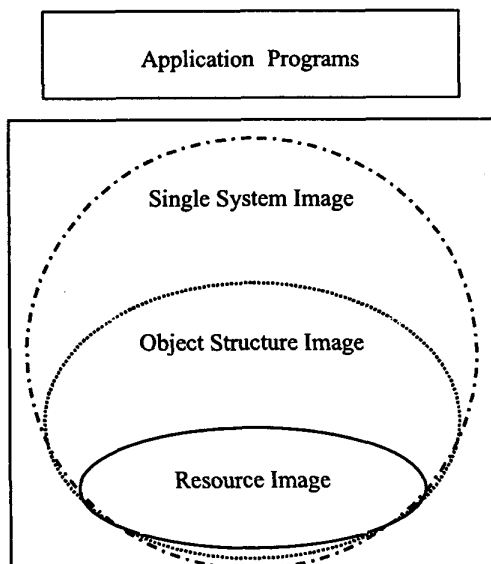 Application Programs
Single System Image
Object Structure Image
Resource Image